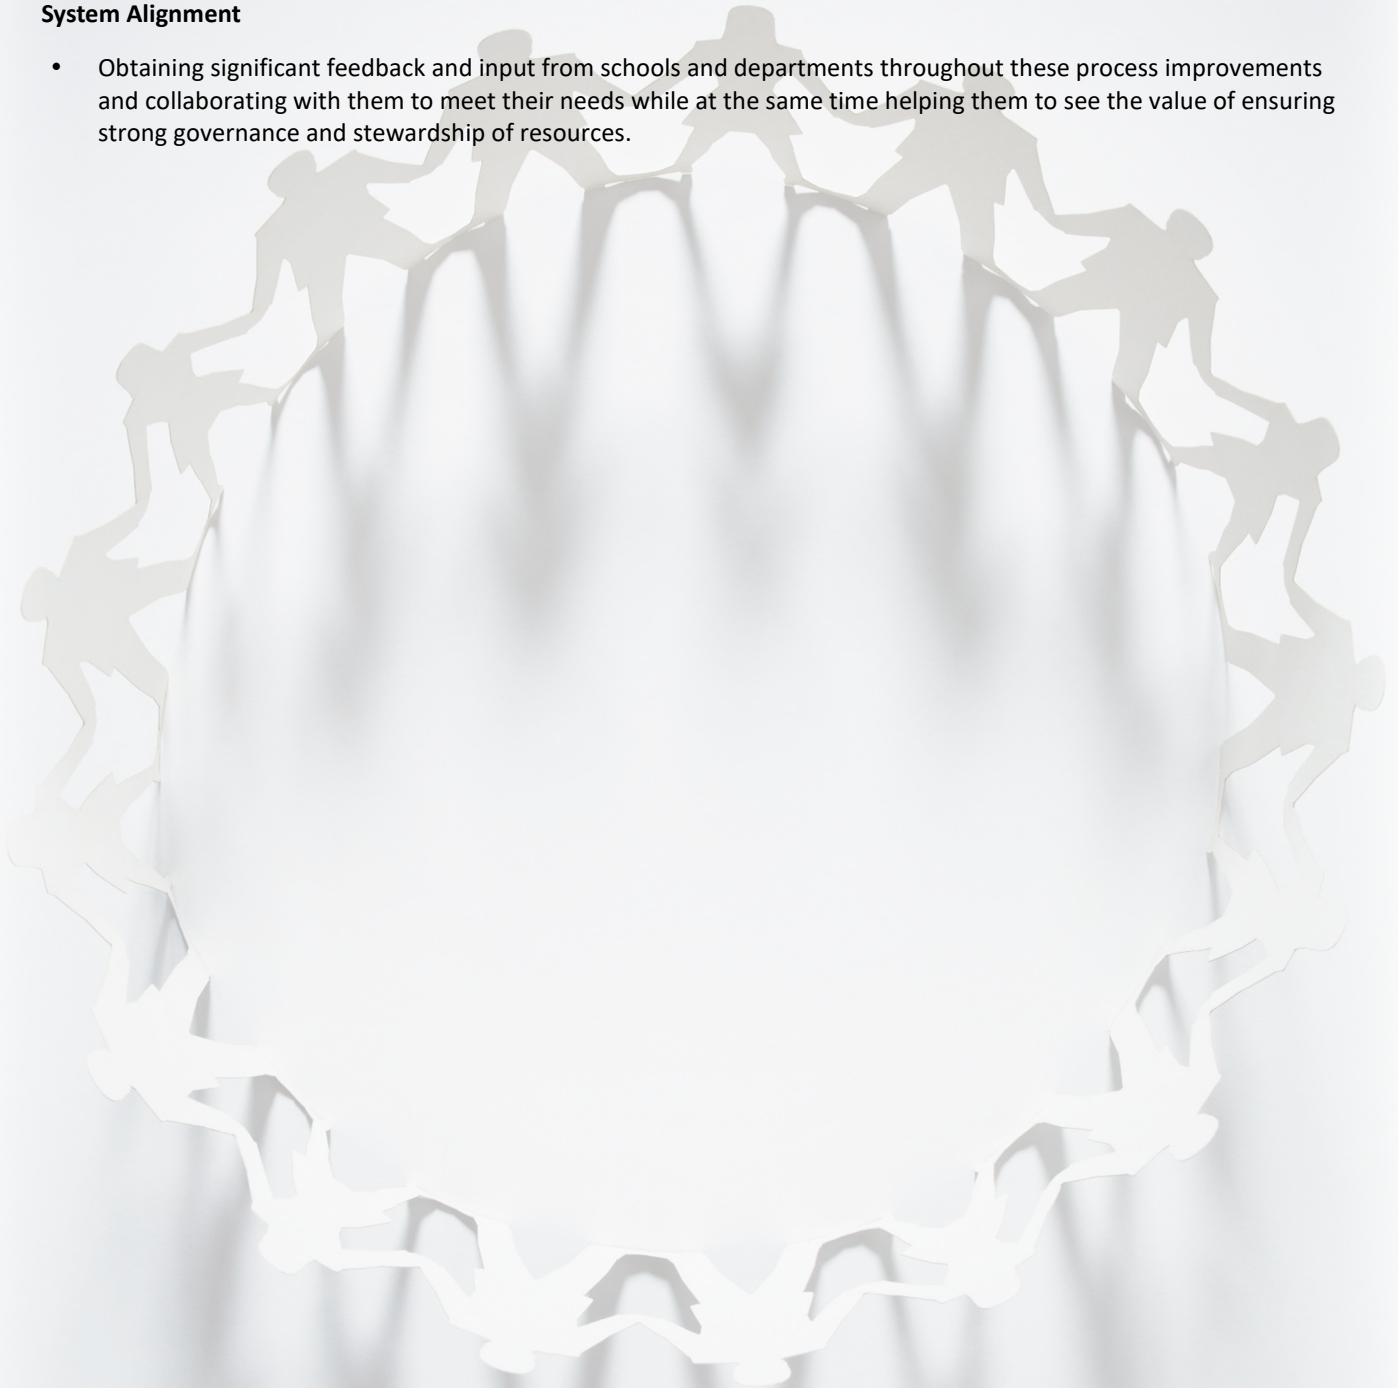 System Alignment
• Obtaining significant feedback and input from schools and departments throughout these process improvements
and collaborating with them to meet their needs while at the same time helping them to see the value of ensuring
strong governance and stewardship of resources.